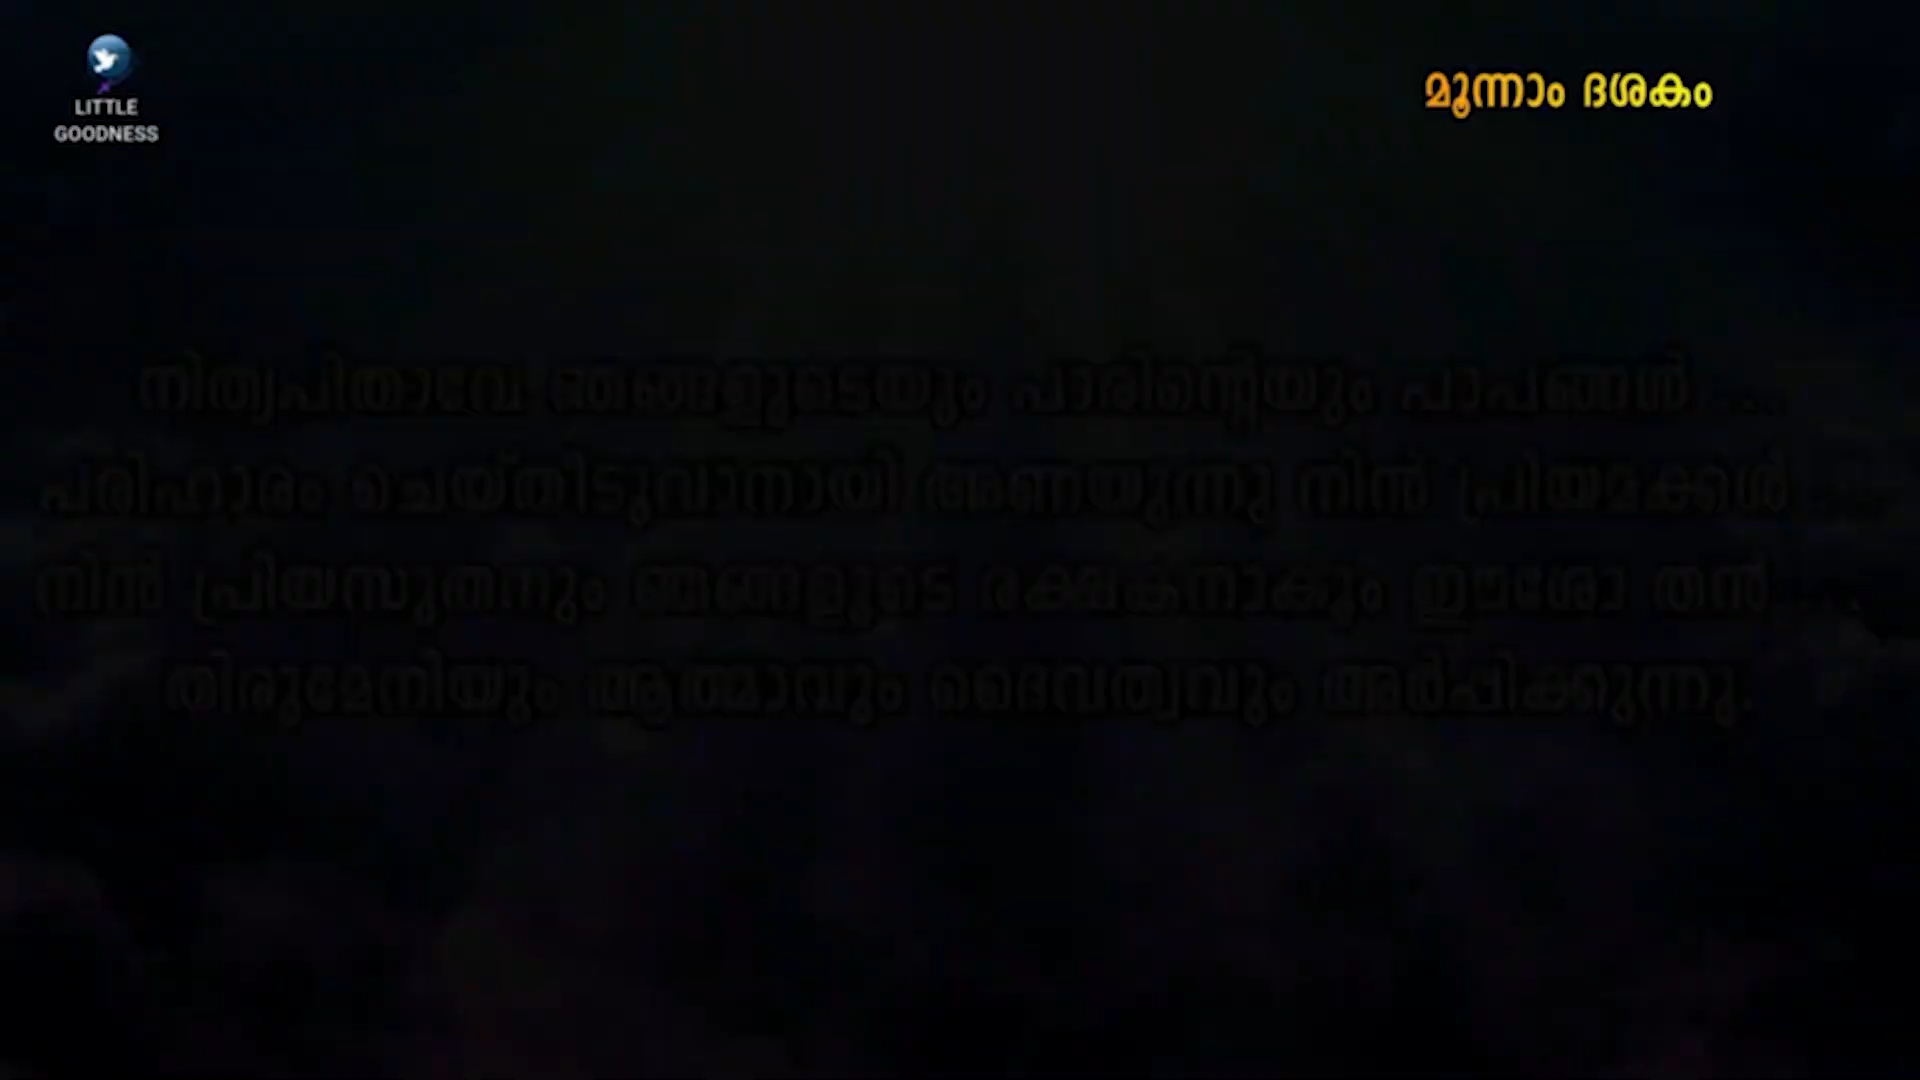 LITTLE
GOODNESS
മൂന്നാം ദശകം
നിത്യപിതാവേ ഞങ്ങളുടെയും പാരിന്റെയും പാപങ്ങൾ
പരിഹാരം ചെയ്തിടുവാനായി അണയുന്നു നിൻ പ്രിയമക്കൾ
നിൻ പ്രിയസുതനും ഞങ്ങളുടെ രക്ഷകനാകും ഈശോ തൻ
തിരുമേനിയും ആത്മാവും ദൈവത്വവും അർപ്പിക്കുന്നു.